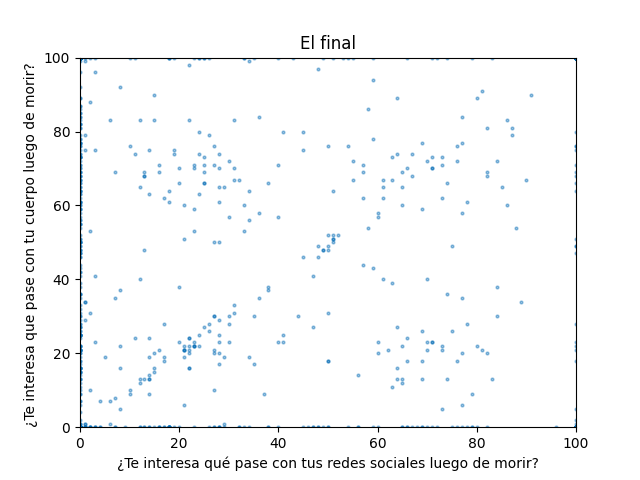 El final
¿Te interesa que pase con tu cuerpo luego de morir?
100
80
60
40
20
0
0 20 40 60 80 100
¿Te interesa qué pase con tus redes sociales luego de morir?